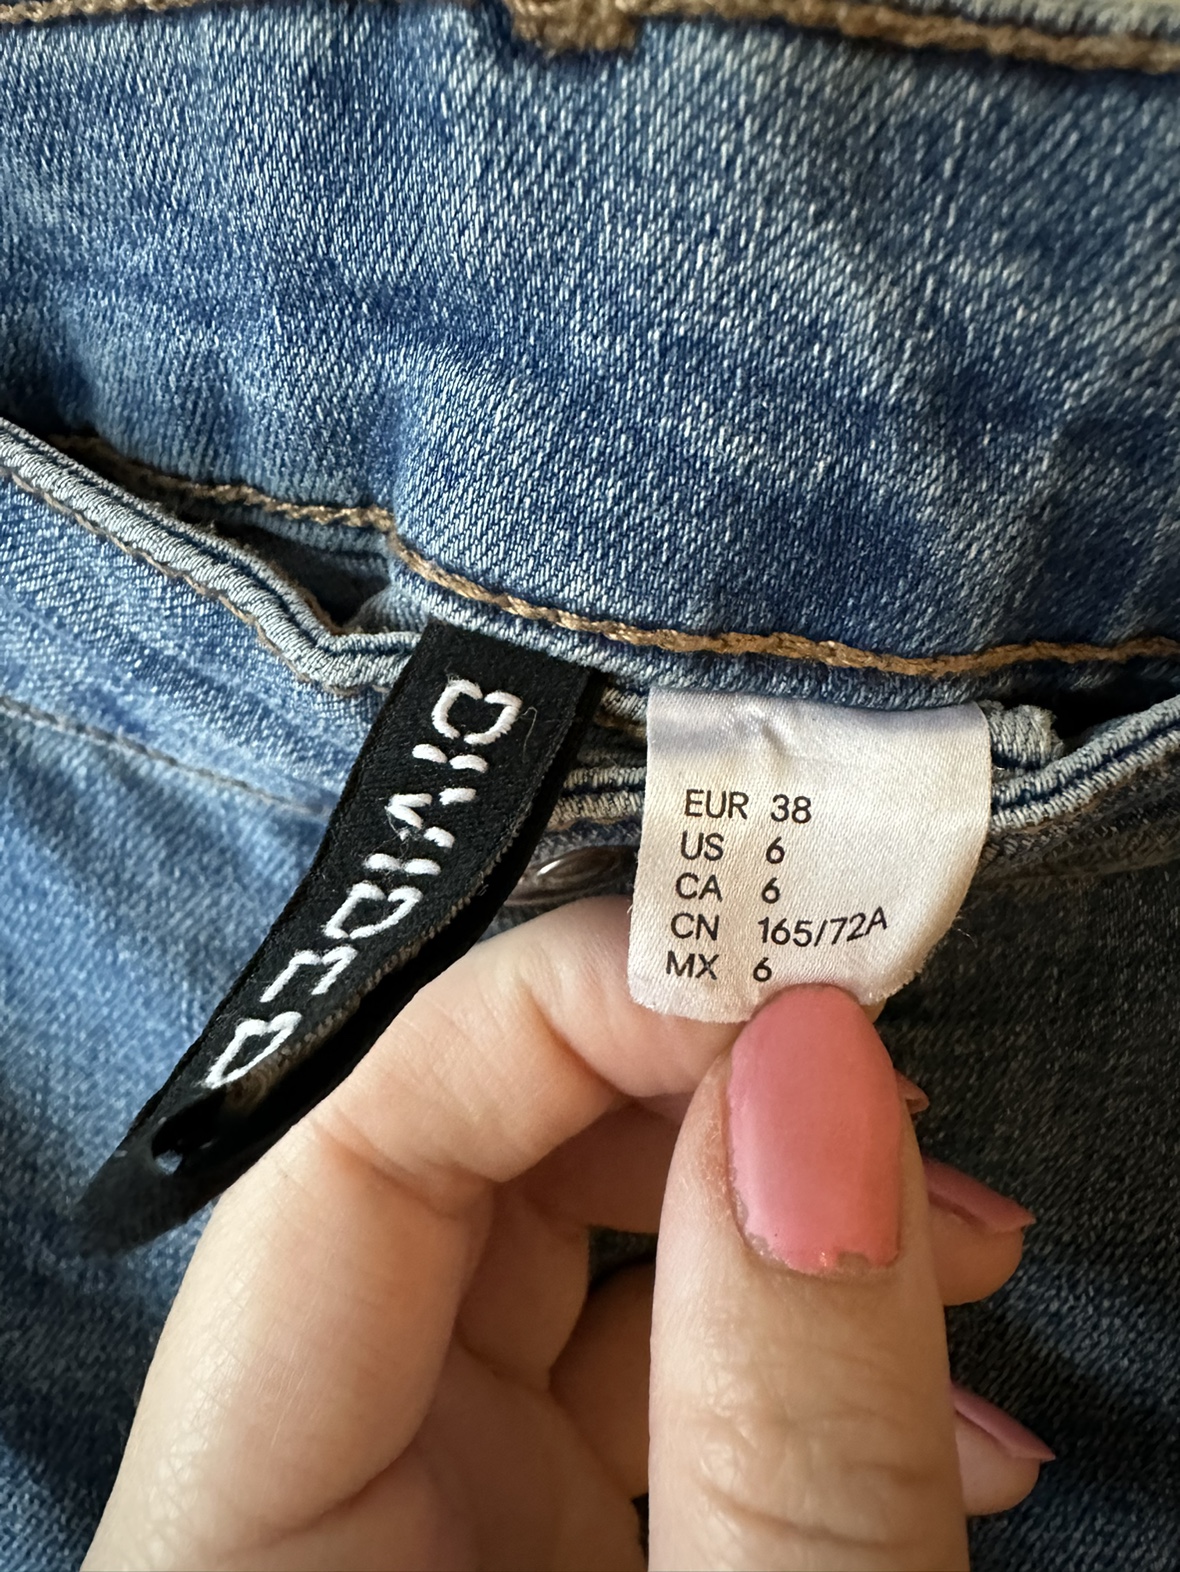 DIVIDED
EUR 38
US 6
CA 6
CN 165/72A
MX 6